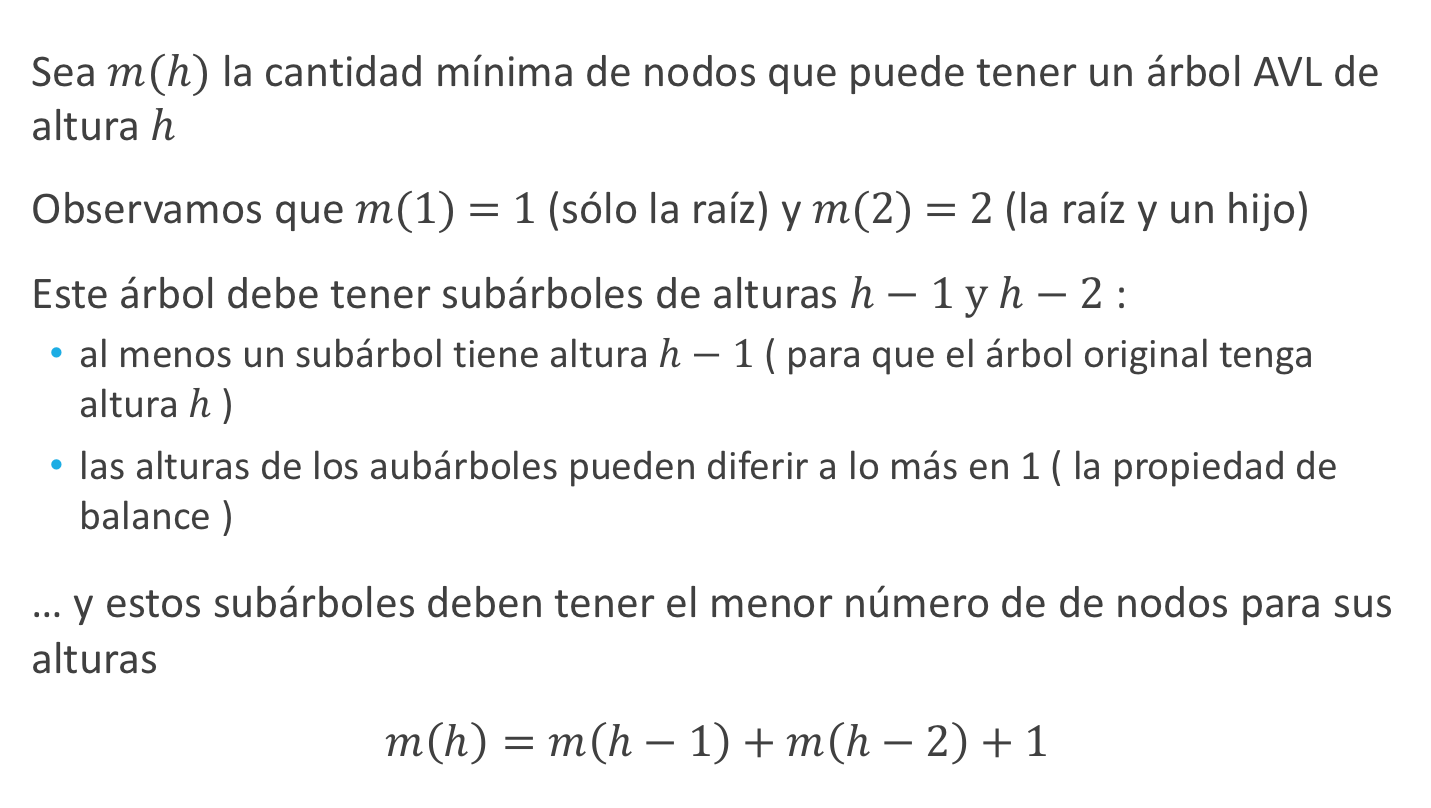 Sea 𝑚(ℎ) la cantidad mínima de nodos que puede tener un árbol AVL de
altura ℎ
Observamos que 𝑚(1) = 1 (sólo la raíz) y 𝑚(2) = 2 (la raíz y un hijo)
Este árbol debe tener subárboles de alturas ℎ − 1 y ℎ − 2 :
• al menos un subárbol tiene altura ℎ − 1 ( para que el árbol original tenga
altura ℎ )
• las alturas de los aubárboles pueden diferir a lo más en 1 ( la propiedad de
balance )
... y estos subárboles deben tener el menor número de de nodos para sus
alturas
𝑚(ℎ) = 𝑚(ℎ − 1) + 𝑚(ℎ − 2) + 1